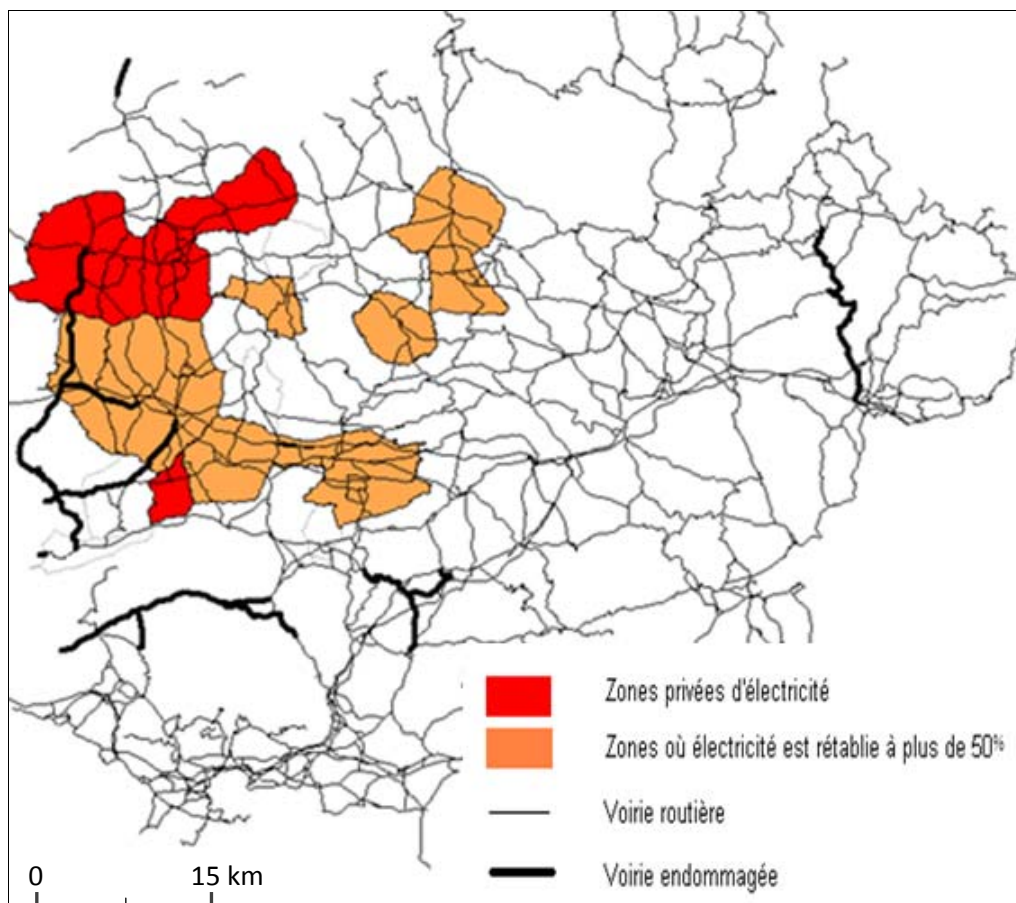 Zones privées d'électricité
Zones où électricité est rétablie à plus de 50%
Voirie routière
Voirie endommagée
0 15 km